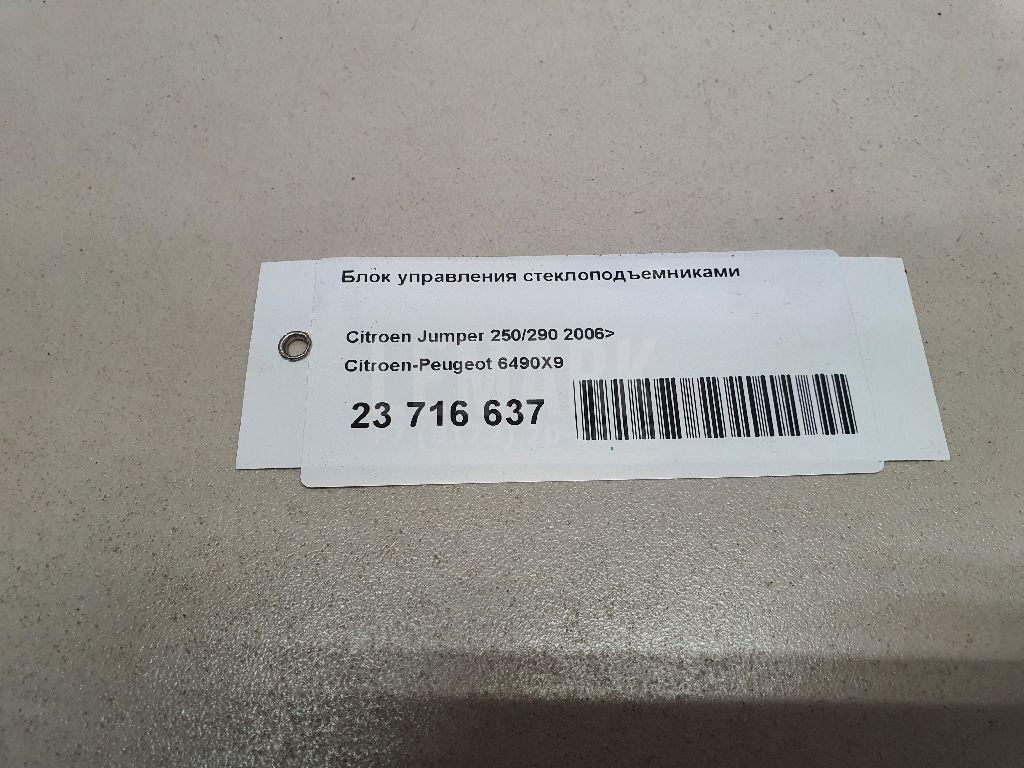 Блок управления стеклоподъемниками
Citroen Jumper 250/290 2006>
Citroen-Peugeot 6490X9
23 716 637